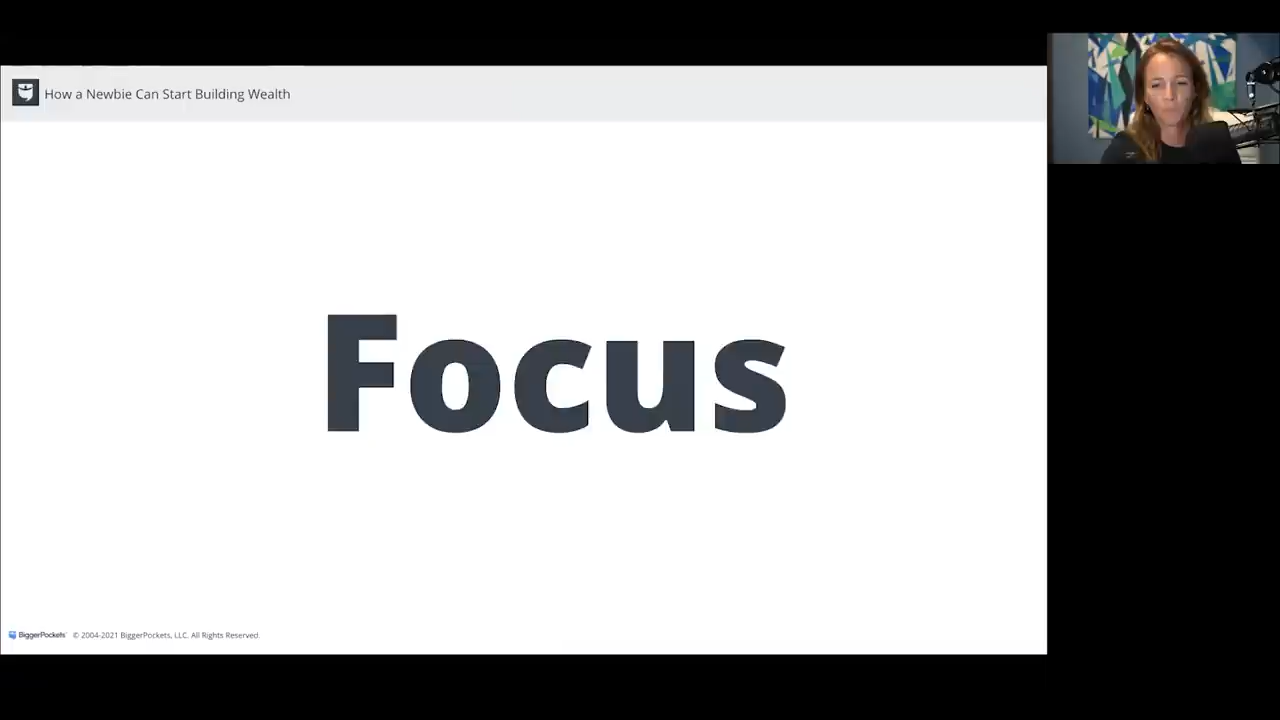 How a Newbie Can Start Building Wealth
Focus
BiggerPockets © 2004-2021 BiggerPockets, LLC. All Rights Reserved.